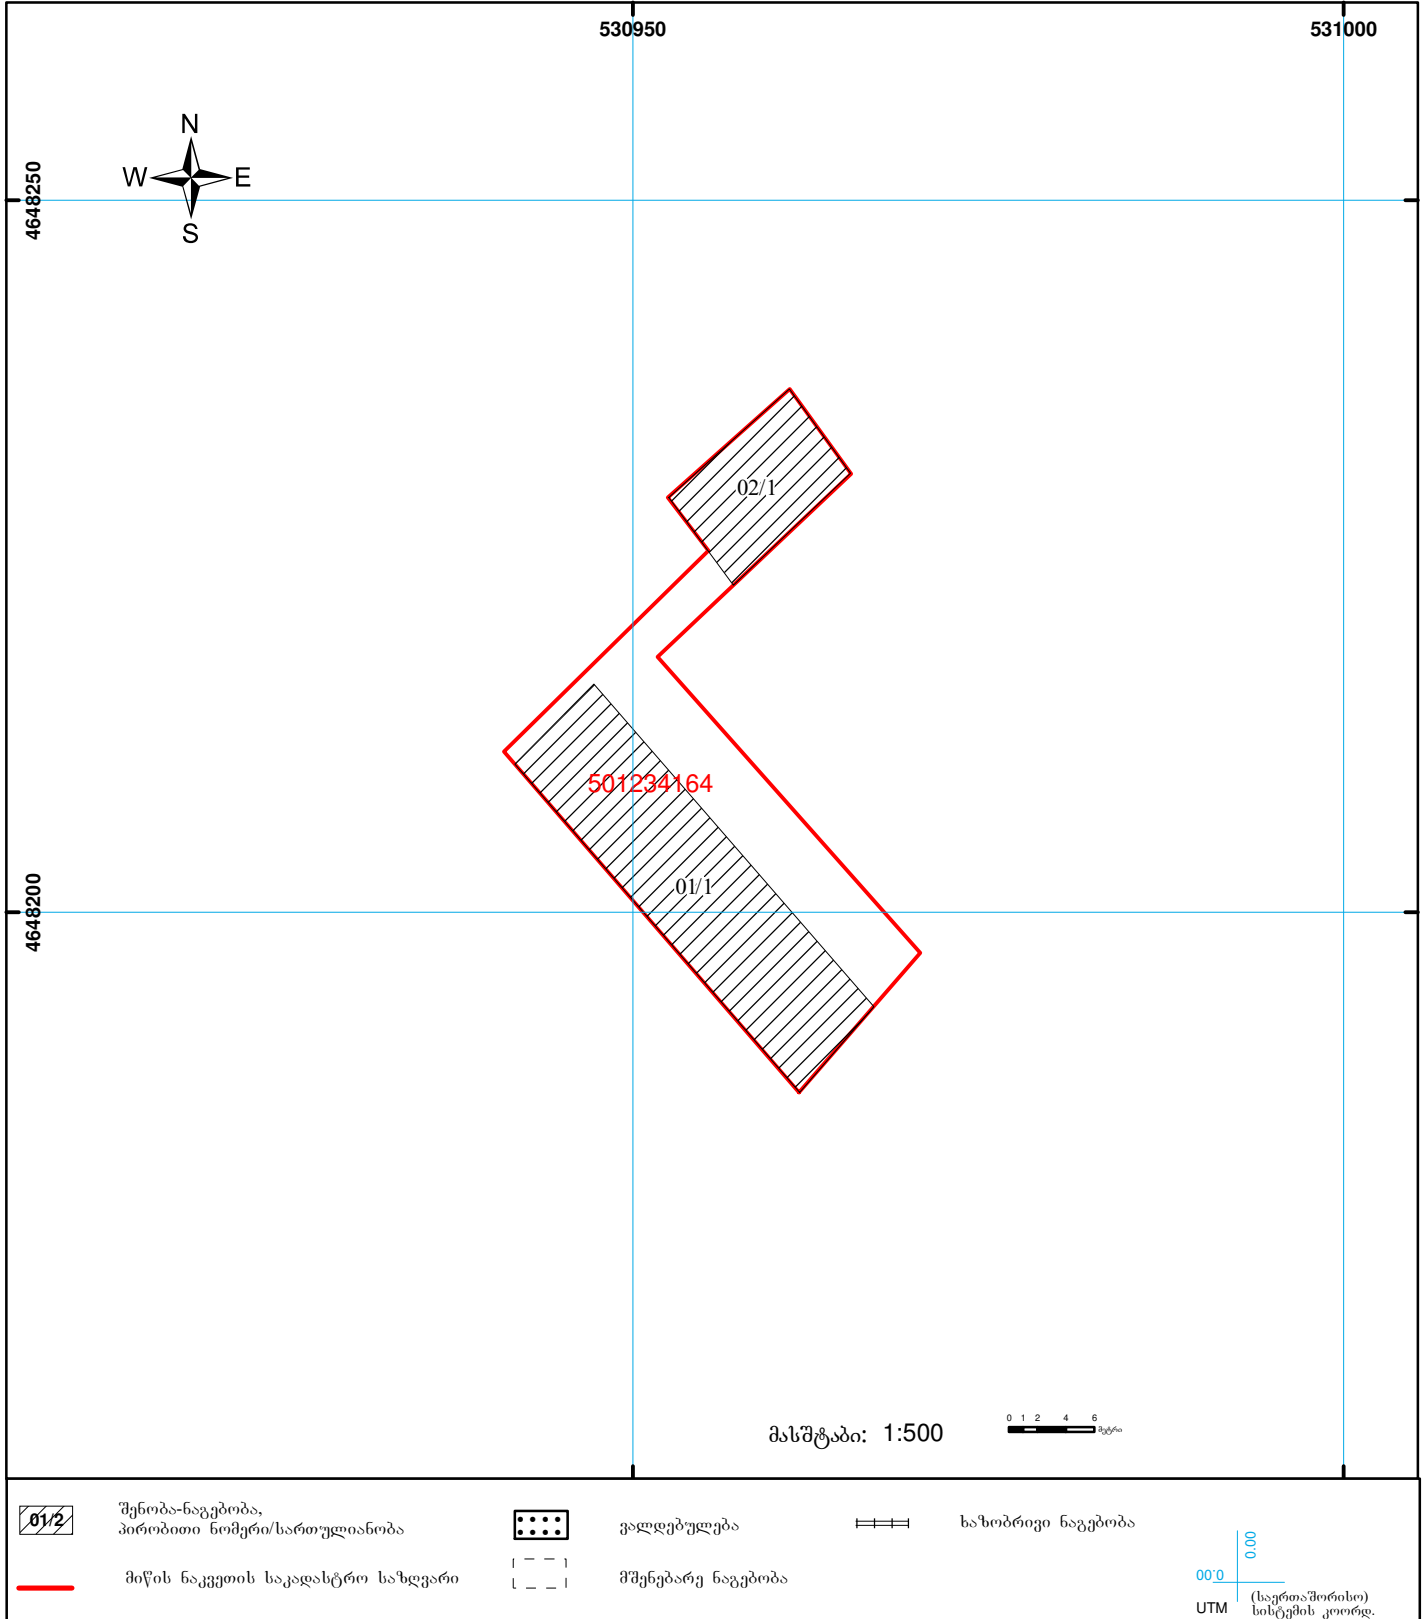 530950
531000
N
W E
S
4648250
02/1
501234164
01/1
4648200
მასშტაბი: 1:500
0 1 2 4 6
მეტრი
01/2
შენობა-ნაგებობა,
პირობითი ნომერი/სართულიანობა
ვალდებულება
ხაზობრივი ნაგებობა
მიწის ნაკვეთის საკადასტრო საზღვარი
მშენებარე ნაგებობა
0.00
0.00
UTM
(საერთაშორისო)
სისტემის კოორდ.